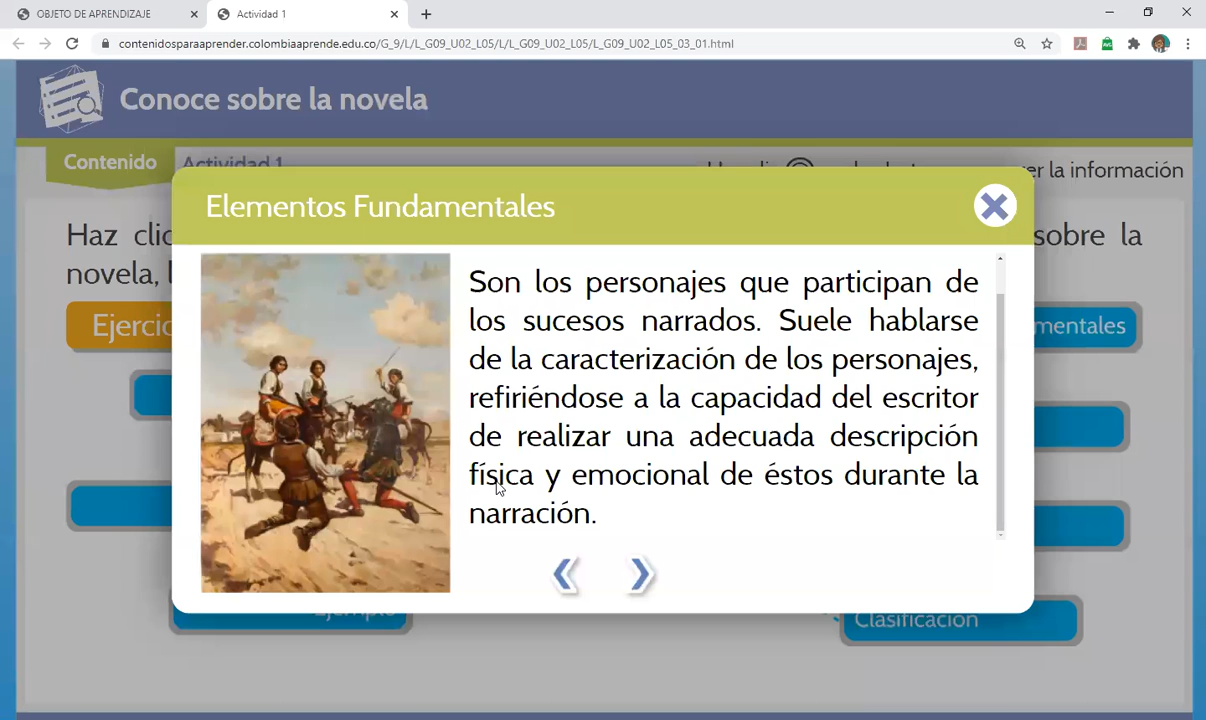 OBJETO DE APRENDIZAJE
Actividad 1
contenidosparaaprender.colombiaaprende.edu.co/G_9/L/L_G09_U02_L05/L/L_G09_U02_L05/L_G09_U02_L05_03_01.html
Conoce sobre la novela
Contenido
Actividad 1
la información
Haz
sobre la
novela,
Elementos Fundamentales
Son los personajes que participan de
los sucesos narrados. Suele hablarse
de la caracterización de los personajes,
refiriéndose a la capacidad del escritor
de realizar una adecuada descripción
física y emocional de éstos durante la
narración.
Ejemplo
Clasificación